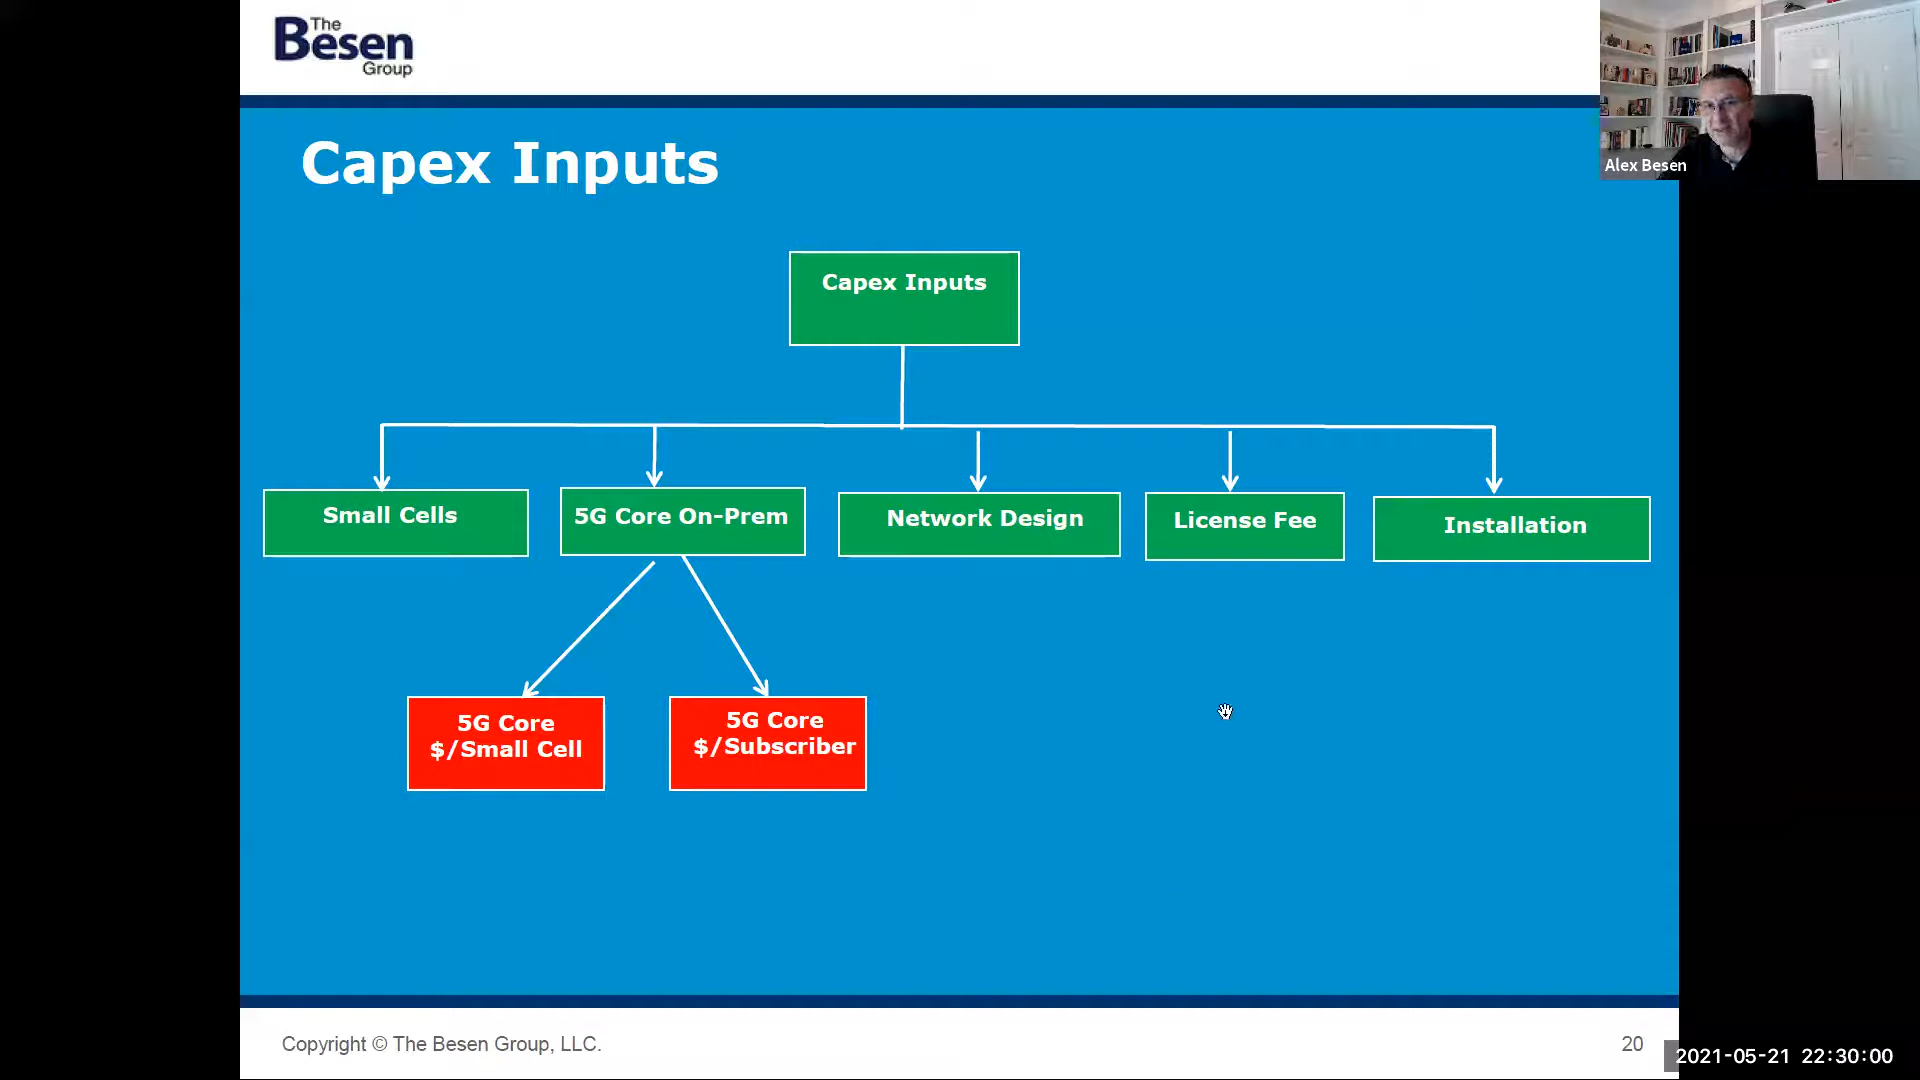 The
Besen
Group
Alex Besen
Capex Inputs
Capex Inputs
Small Cells
5G Core On-Prem
Network Design
License Fee
Installation
5G Core
$/Small Cell
5G Core
$/Subscriber
Copyright © The Besen Group, LLC.
20
2021-05-21 22:30:00